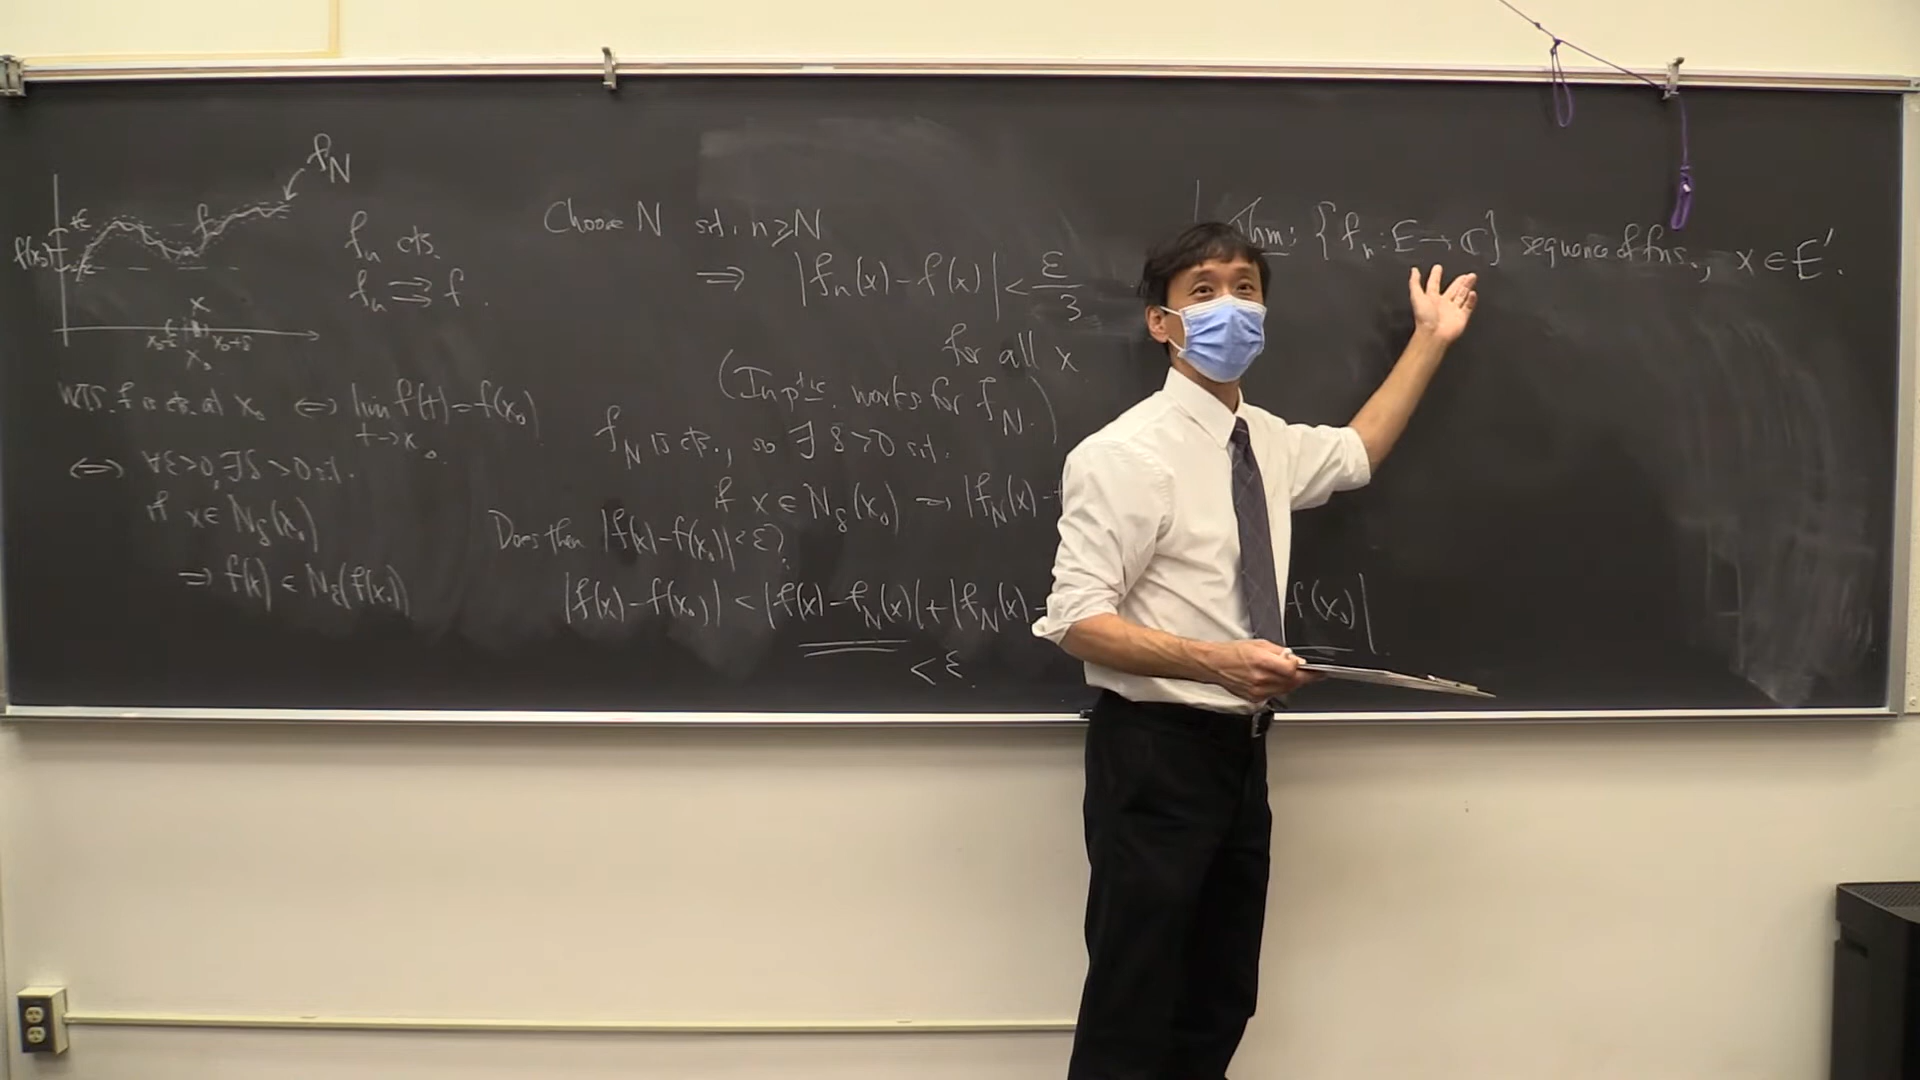 f_N
f
+ε
f(x₀)
-ε
f_n cts.
f_n ⇉ f.
x
x₀-δ x₀+δ
x₀
WTS. f is cts. at x₀ ⇔ lim f(t) = f(x₀)
t→x₀
⇔ ∀ε>0, ∃δ>0 s.t.
if x ∈ N_δ(x₀)
⇒ f(x) ∈ N_ε(f(x₀))
Choose N s.t. n ≥ N
⇒ |f_n(x) - f(x)| < ε/3
for all x
(In ptic. works for f_N.)
f_N is cts., so ∃ δ>0 s.t.
if x ∈ N_δ(x₀) ⇒ |f_N(x) -
Does then |f(x) - f(x₀)| < ε?
|f(x) - f(x₀)| < |f(x) - f_N(x)| + |f_N(x) - f(x₀)|
< ε.
Thm: {f_n : E → ℂ} sequence of fns., x ∈ E'.